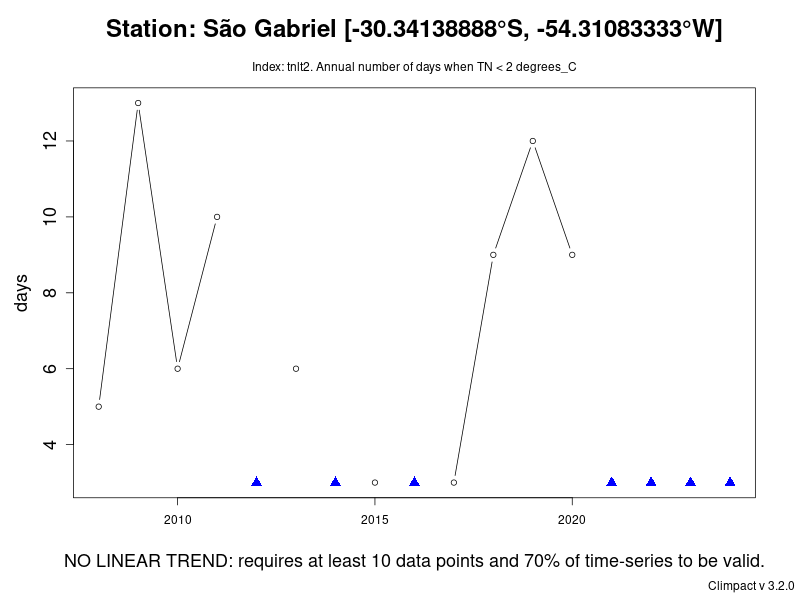 Station: São Gabriel [-30.34138888°S, -54.31083333°W]
Index: tnlt2. Annual number of days when TN < 2 degrees_C
days
12
10
8
6
4
2010
2015
2020
NO LINEAR TREND: requires at least 10 data points and 70% of time-series to be valid.
Climpact v 3.2.0